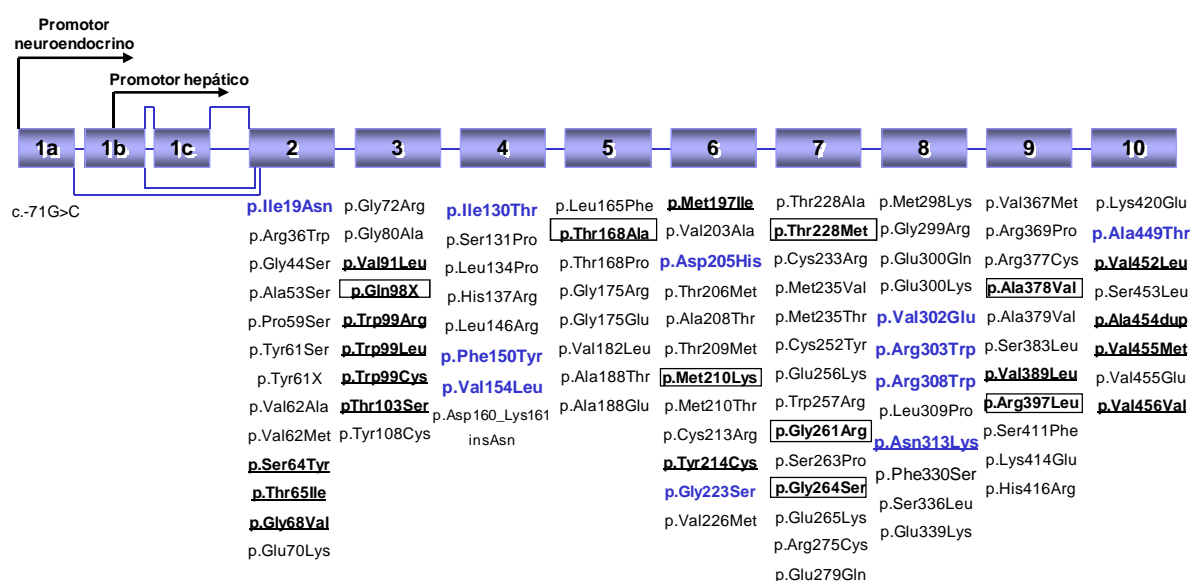 Promotor
neuroendocrino
Promotor hepático
1a
1b
1c
2
3
4
5
6
7
8
9
10
c.-71G>C
p.Ile19Asn
p.Arg36Trp
p.Gly44Ser
p.Ala53Ser
p.Pro59Ser
p.Tyr61Ser
p.Tyr61X
p.Val62Ala
p.Val62Met
p.Ser64Tyr
p.Thr65Ile
p.Gly68Val
p.Glu70Lys
p.Gly72Arg
p.Gly80Ala
p.Val91Leu
p.Gln98X
p.Trp99Arg
p.Trp99Leu
p.Trp99Cys
pThr103Ser
p.Tyr108Cys
p.Ile130Thr
p.Ser131Pro
p.Leu134Pro
p.His137Arg
p.Leu146Arg
p.Phe150Tyr
p.Val154Leu
p.Asp160_Lys161
insAsn
p.Leu165Phe
p.Thr168Ala
p.Thr168Pro
p.Gly175Arg
p.Gly175Glu
p.Val182Leu
p.Ala188Thr
p.Ala188Glu
p.Met197Ile
p.Val203Ala
p.Asp205His
p.Thr206Met
p.Ala208Thr
p.Thr209Met
p.Met210Lys
p.Met210Thr
p.Cys213Arg
p.Tyr214Cys
p.Gly223Ser
p.Val226Met
p.Thr228Ala
p.Thr228Met
p.Cys233Arg
p.Met235Val
p.Met235Thr
p.Cys252Tyr
p.Glu256Lys
p.Trp257Arg
p.Gly261Arg
p.Ser263Pro
p.Gly264Ser
p.Glu265Lys
p.Arg275Cys
p.Glu279Gln
p.Met298Lys
p.Gly299Arg
p.Glu300Gln
p.Glu300Lys
p.Val302Glu
p.Arg303Trp
p.Arg308Trp
p.Leu309Pro
p.Asn313Lys
p.Phe330Ser
p.Ser336Leu
p.Glu339Lys
p.Val367Met
p.Arg369Pro
p.Arg377Cys
p.Ala378Val
p.Ala379Val
p.Ser383Leu
p.Val389Leu
p.Arg397Leu
p.Ser411Phe
p.Lys414Glu
p.His416Arg
p.Lys420Glu
p.Ala449Thr
p.Val452Leu
p.Ser453Leu
p.Ala454dup
p.Val455Met
p.Val455Glu
p.Val456Val